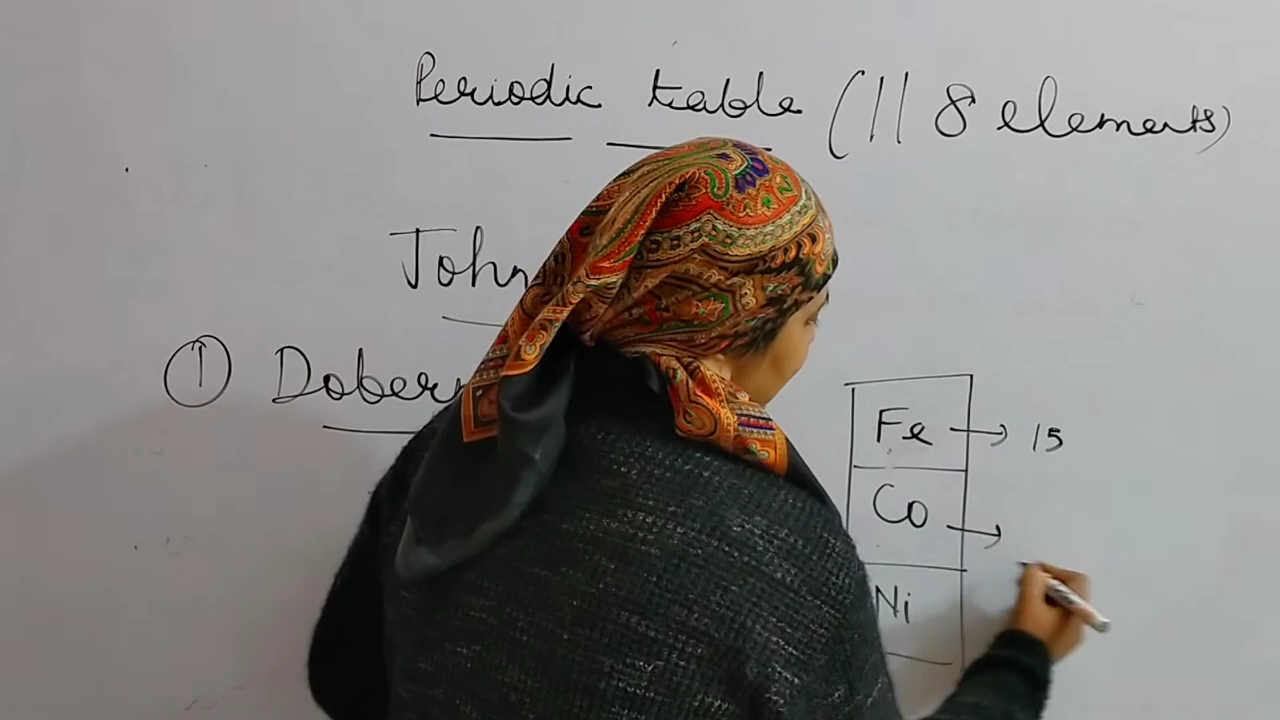 Periodic table (118 elements)
John
① Dober
Fe → 15
Co →
Ni